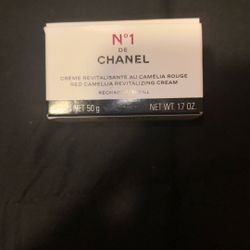 N°1
DE
CHANEL
CRÈME REVITALISANTE AU CAMÉLIA ROUGE
RED CAMELLIA REVITALIZING CREAM
NET 50 g NET WT. 1.7 OZ.